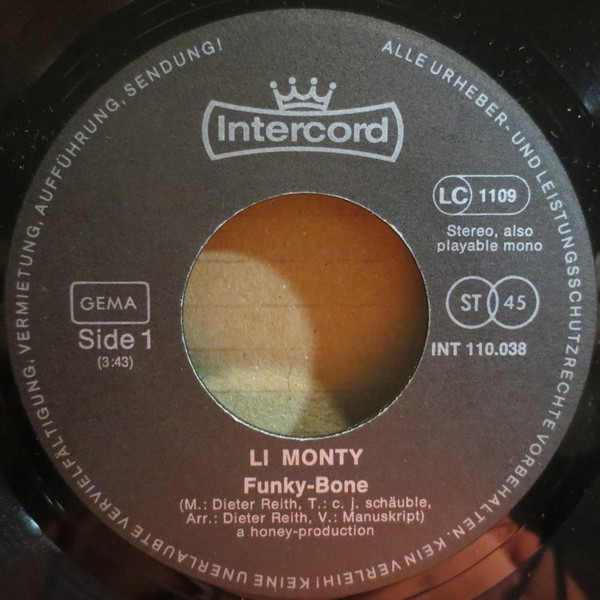 ALLE URHEBER- UND LEISTUNGSSCHUTZRECHTE VORBEHALTEN. KEIN VERLEIH! KEINE UNERLAUBTE VERVIELFÄLTIGUNG, VERMIETUNG, AUFFÜHRUNG, SENDUNG!
Intercord
LC 1109
Stereo, also
playable mono
GEMA
ST 45
Side 1
(3:43)
INT 110.038
LI MONTY
Funky-Bone
(M.: Dieter Reith, T.: c. j. schäuble,
Arr.: Dieter Reith, V.: Manuskript)
a honey-production